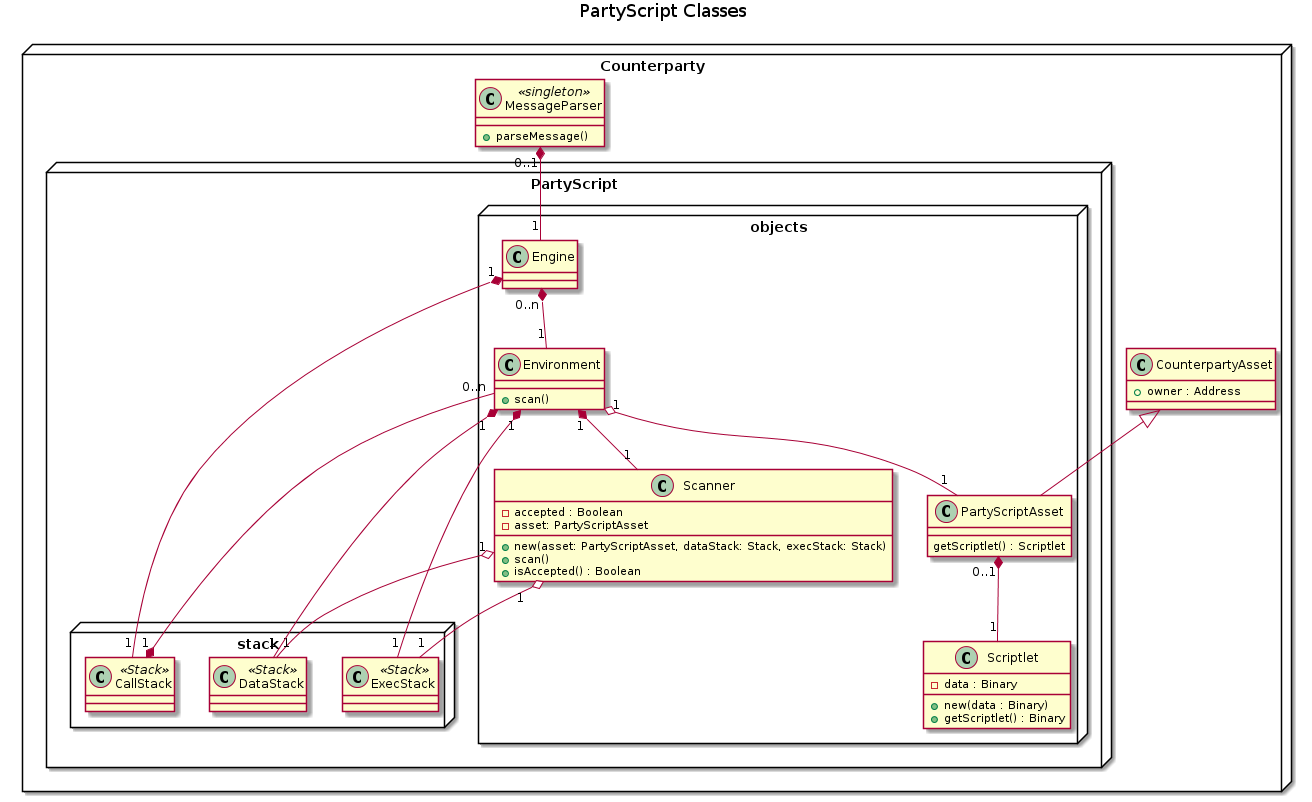 PartyScript Classes
Counterparty
C
«singleton»
MessageParser
parseMessage()
0..1
PartyScript
objects
1
C Engine
1
0..n
1
C Environment
scan()
0..n
1
1
1
1
C CounterpartyAsset
owner : Address
1
1
C Scanner
accepted : Boolean
asset: PartyScriptAsset
new(asset: PartyScriptAsset, dataStack: Stack, execStack: Stack)
scan()
isAccepted() : Boolean
1
1
C PartyScriptAsset
getScriptlet() : Scriptlet
0..1
1
C Scriptlet
data : Binary
new(data : Binary)
getScriptlet() : Binary
stack
1
1
1
1
1
C
«Stack»
CallStack
C
«Stack»
DataStack
C
«Stack»
ExecStack